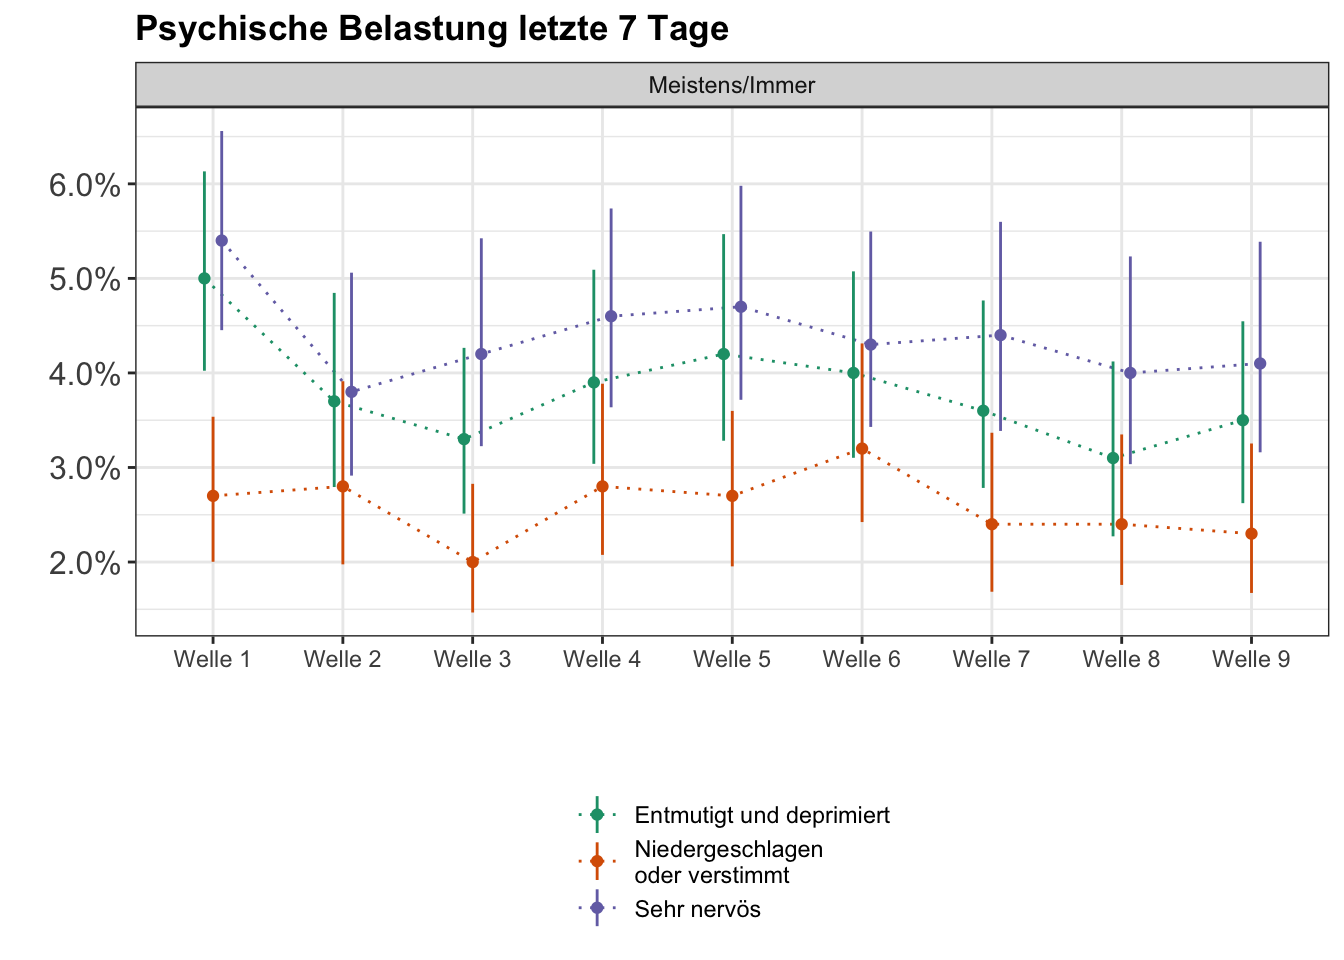 Psychische Belastung letzte 7 Tage
Meistens/Immer
6.0%
5.0%
4.0%
3.0%
2.0%
Welle 1 Welle 2 Welle 3 Welle 4 Welle 5 Welle 6 Welle 7 Welle 8 Welle 9
Entmutigt und deprimiert
Niedergeschlagen
oder verstimmt
Sehr nervös